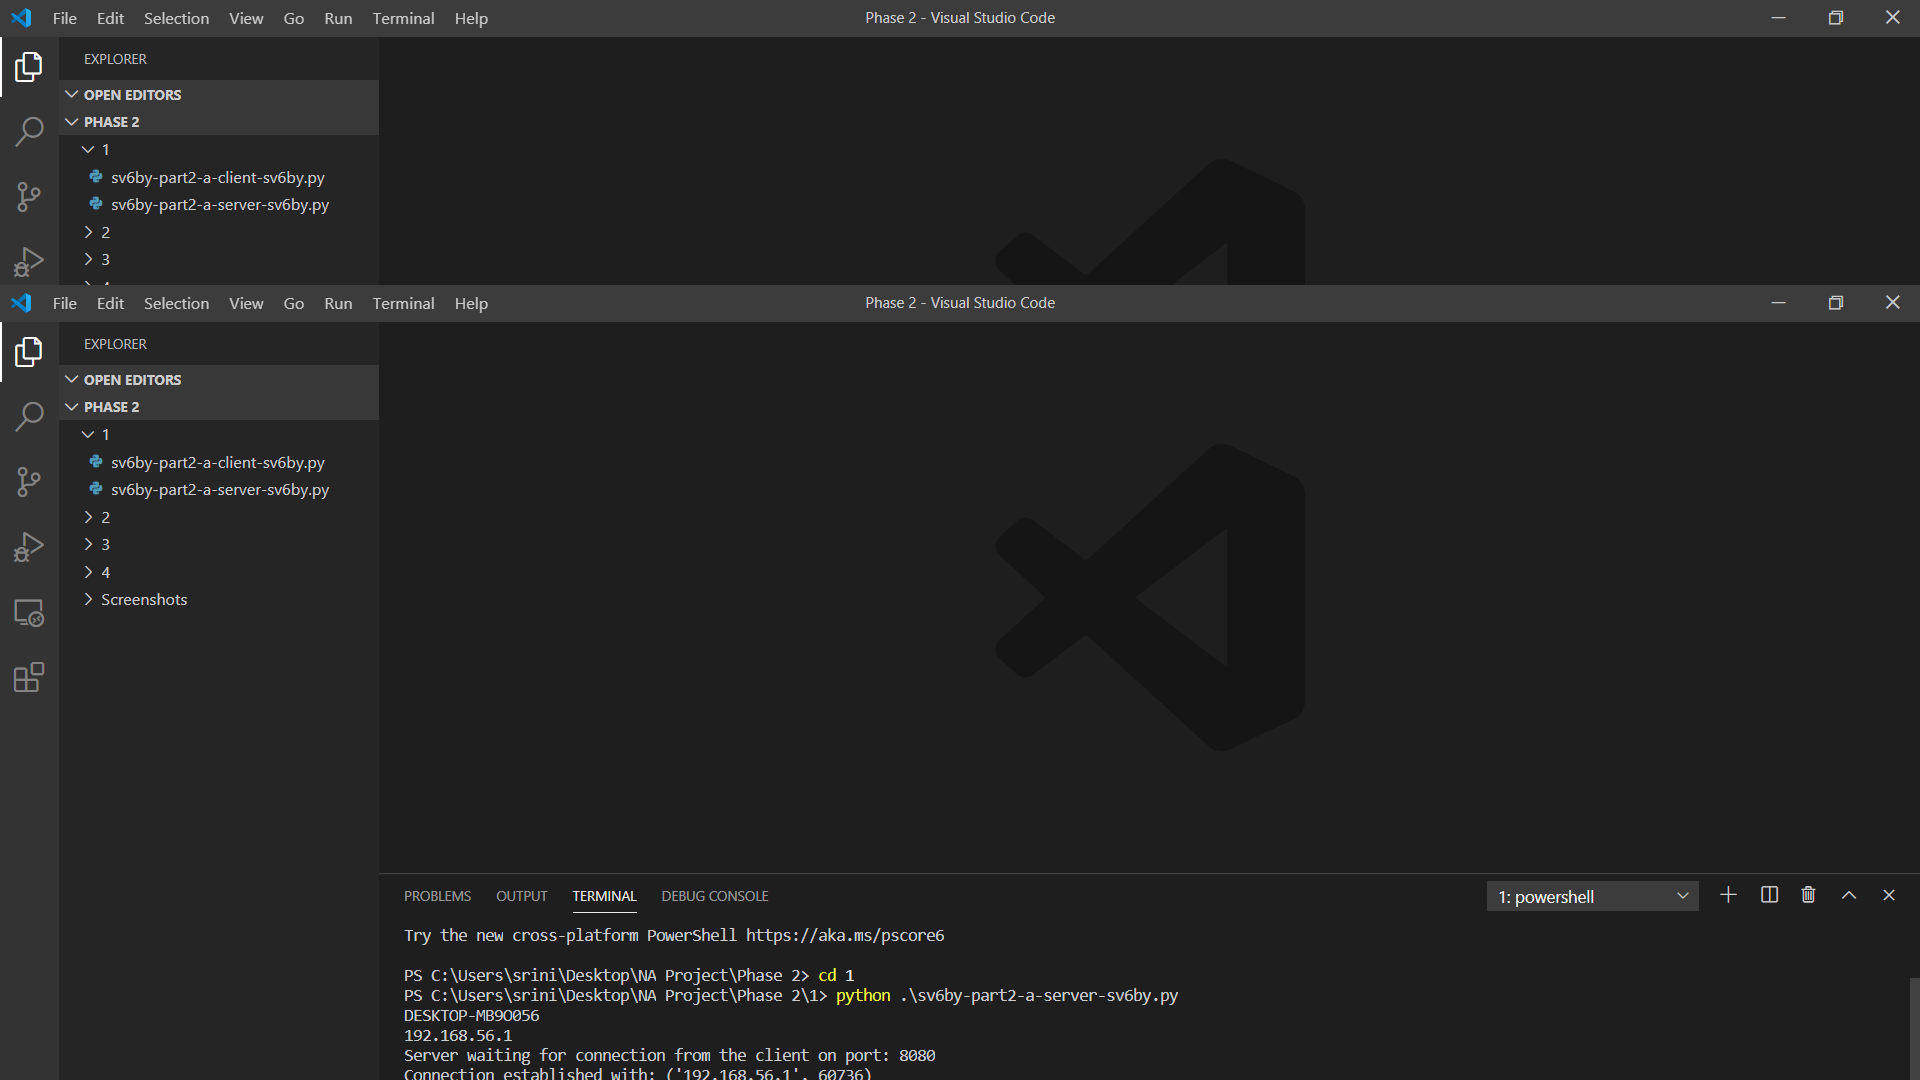 File Edit Selection View Go Run Terminal Help Phase 2 - Visual Studio Code
EXPLORER
OPEN EDITORS
PHASE 2
1
sv6by-part2-a-client-sv6by.py
sv6by-part2-a-server-sv6by.py
2
3
File Edit Selection View Go Run Terminal Help Phase 2 - Visual Studio Code
EXPLORER
OPEN EDITORS
PHASE 2
1
sv6by-part2-a-client-sv6by.py
sv6by-part2-a-server-sv6by.py
2
3
4
Screenshots
PROBLEMS OUTPUT TERMINAL DEBUG CONSOLE 1: powershell
Try the new cross-platform PowerShell https://aka.ms/pscore6
PS C:\Users\srini\Desktop\NA Project\Phase 2> cd 1
PS C:\Users\srini\Desktop\NA Project\Phase 2\1> python .\sv6by-part2-a-server-sv6by.py
DESKTOP-MB9O056
192.168.56.1
Server waiting for connection from the client on port: 8080
Connection established with: ('192.168.56.1', 60736)